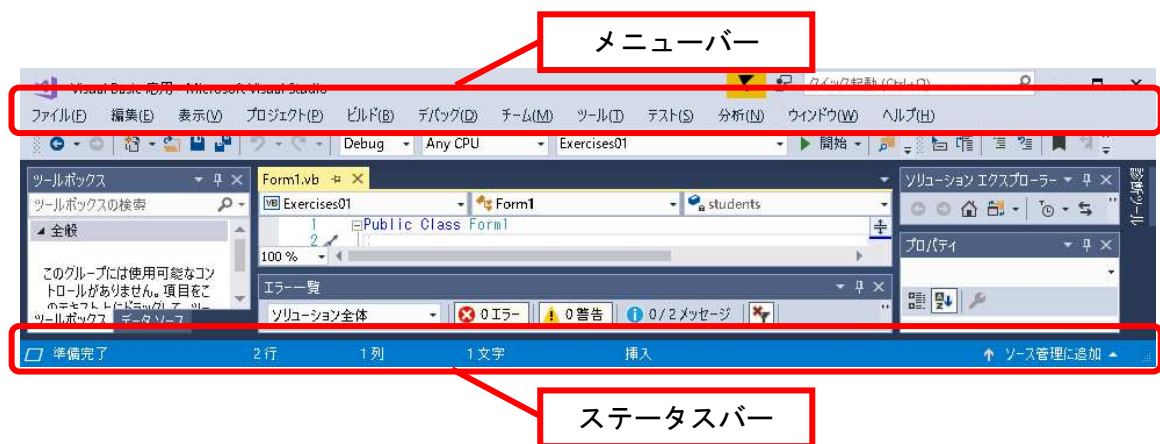 メニューバー
Visual Basic 応用 - Microsoft Visual Studio
クイック起動 (Ctrl+Q)
ファイル(F) 編集(E) 表示(V) プロジェクト(P) ビルド(B) デバッグ(D) チーム(M) ツール(T) テスト(S) 分析(N) ウィンドウ(W) ヘルプ(H)
Debug Any CPU Exercises01 開始
ツールボックス Form1.vb ソリューション エクスプローラー 診断ツール
ツールボックスの検索 VB Exercises01 Form1 students
全般 1 Public Class Form1
2
100 % プロパティ
このグループには使用可能なコン
トロールがありません。項目をこ
エラー一覧
のテキスト上にドラッグして、ツー
ツールボックス データ ソース ソリューション全体 0 エラー 0 警告 0 / 2 メッセージ
準備完了 2 行 1 列 1 文字 挿入 ソース管理に追加
ステータスバー